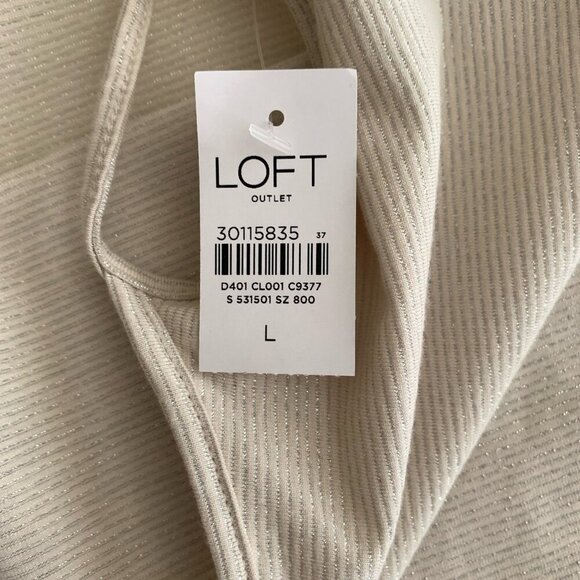 LOFT
OUTLET
30115835 37
D401 CL001 C9377
S 531501 SZ 800
L